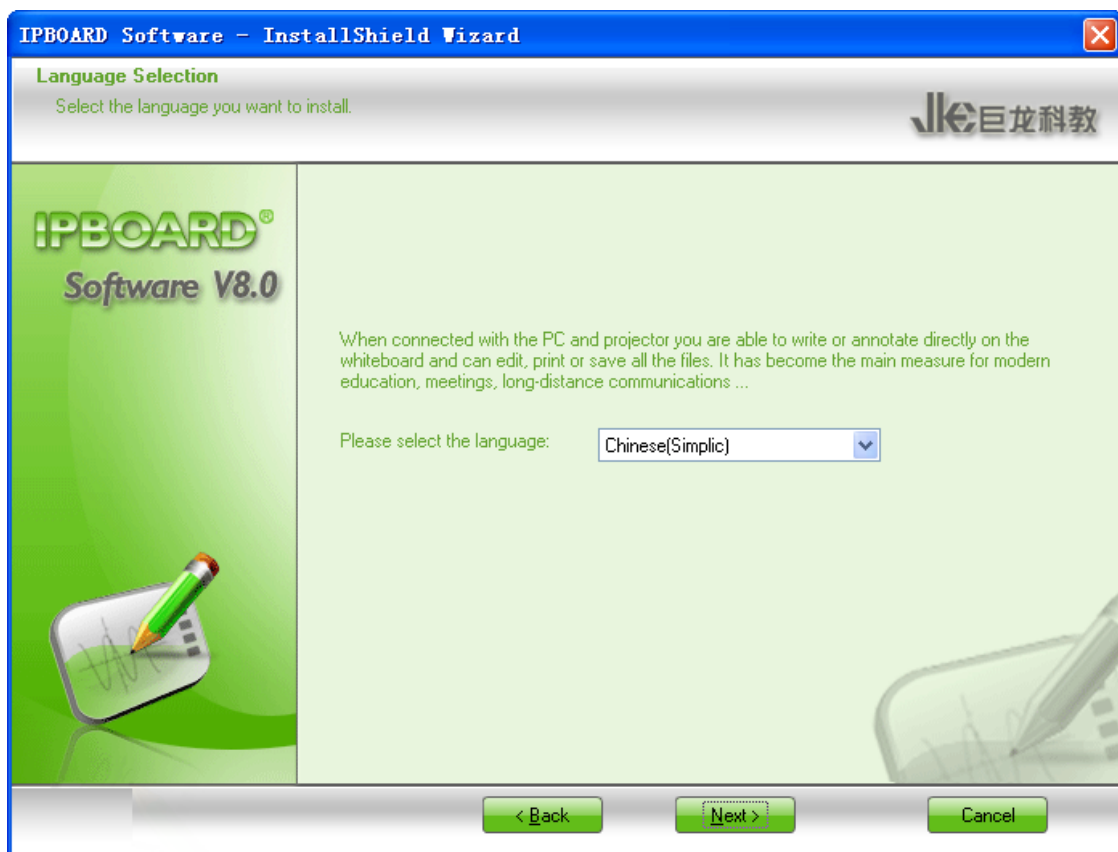 IPBOARD Software - InstallShield Wizard
Language Selection
Select the language you want to install.
JKE巨龙科教
IPBOARD®
Software V8.0
When connected with the PC and projector you are able to write or annotate directly on the
whiteboard and can edit, print or save all the files. It has become the main measure for modern
education, meetings, long-distance communications ...
Please select the language:
Chinese(Simplic)
< Back
Next >
Cancel